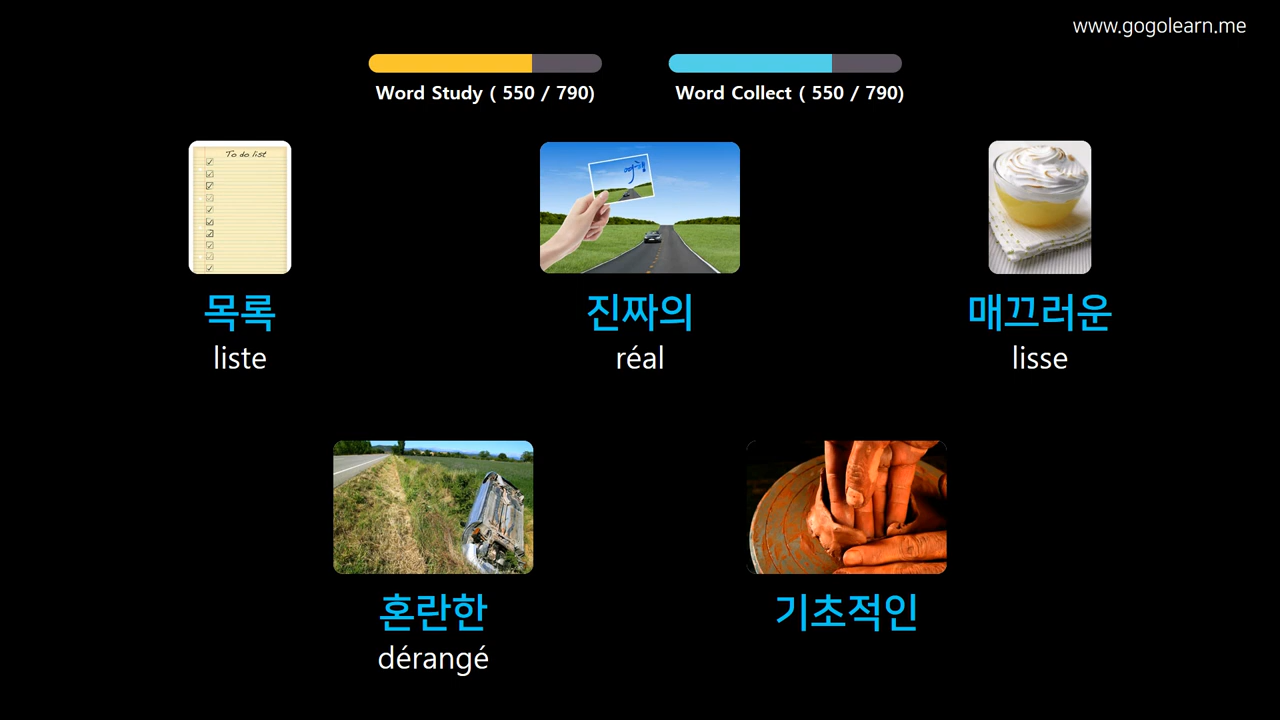 www.gogolearn.me
Word Study ( 550 / 790)
Word Collect ( 550 / 790)
To do list
목록
liste
진짜의
réal
매끄러운
lisse
혼란한
dérangé
기초적인